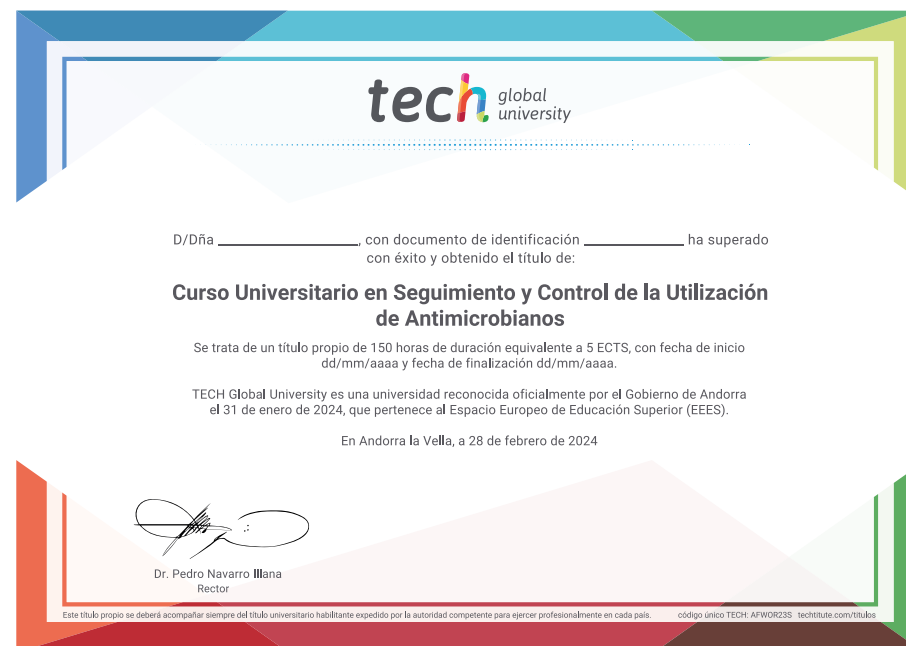 tech global university
D/Dña ____________________, con documento de identificación ______________ ha superado
con éxito y obtenido el título de:
Curso Universitario en Seguimiento y Control de la Utilización
de Antimicrobianos
Se trata de un título propio de 150 horas de duración equivalente a 5 ECTS, con fecha de inicio
dd/mm/aaaa y fecha de finalización dd/mm/aaaa.
TECH Global University es una universidad reconocida oficialmente por el Gobierno de Andorra
el 31 de enero de 2024, que pertenece al Espacio Europeo de Educación Superior (EEES).
En Andorra la Vella, a 28 de febrero de 2024
Dr. Pedro Navarro Illana
Rector
Este título propio se deberá acompañar siempre del título universitario habilitante expedido por la autoridad competente para ejercer profesionalmente en cada país. código único TECH: AFWOR23S techtitute.com/titulos